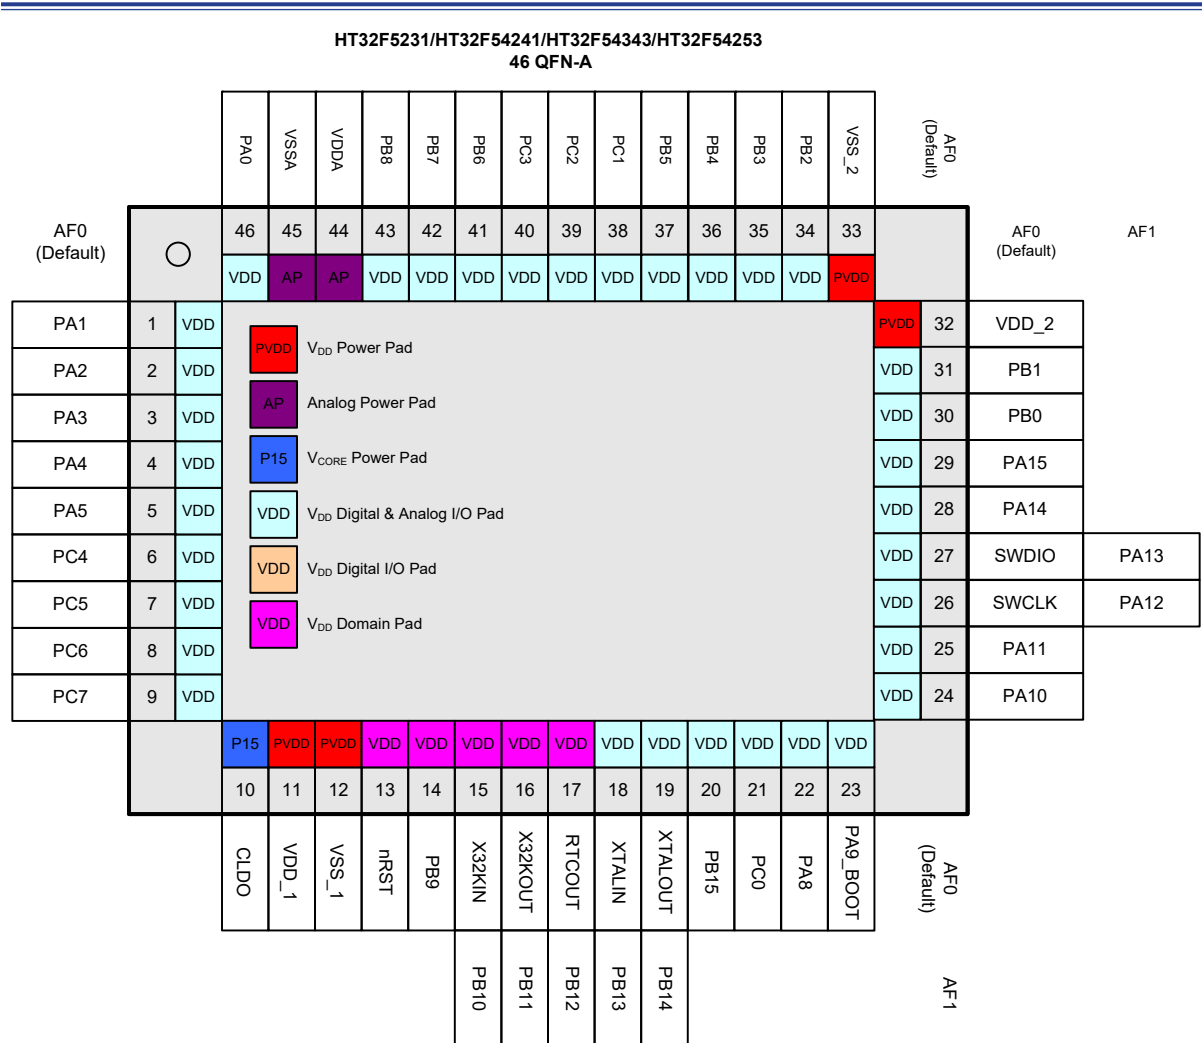 HT32F5231/HT32F54241/HT32F54343/HT32F54253
46 QFN-A
PA0 VSSA VDDA PB8 PB7 PB6 PC3 PC2 PC1 PB5 PB4 PB3 PB2 VSS_2 AF0 (Default)
AF0 (Default) 46 45 44 43 42 41 40 39 38 37 36 35 34 33 AF0 (Default) AF1
VDD AP AP VDD VDD VDD VDD VDD VDD VDD VDD VDD VDD PVDD
PA1 1 VDD PVDD 32 VDD_2
PVDD VDD Power Pad
PA2 2 VDD VDD 31 PB1
AP Analog Power Pad
PA3 3 VDD VDD 30 PB0
P15 VCORE Power Pad
PA4 4 VDD VDD 29 PA15
PA5 5 VDD VDD VDD Digital & Analog I/O Pad VDD 28 PA14
PC4 6 VDD VDD VDD Digital I/O Pad VDD 27 SWDIO PA13
PC5 7 VDD VDD VDD Domain Pad VDD 26 SWCLK PA12
PC6 8 VDD VDD 25 PA11
PC7 9 VDD VDD 24 PA10
P15 PVDD PVDD VDD VDD VDD VDD VDD VDD VDD VDD VDD VDD VDD
10 11 12 13 14 15 16 17 18 19 20 21 22 23
CLDO VDD_1 VSS_1 nRST PB9 X32KIN X32KOUT RTCOUT XTALIN XTALOUT PB15 PC0 PA8 PA9_BOOT AF0 (Default)
PB10 PB11 PB12 PB13 PB14 AF1